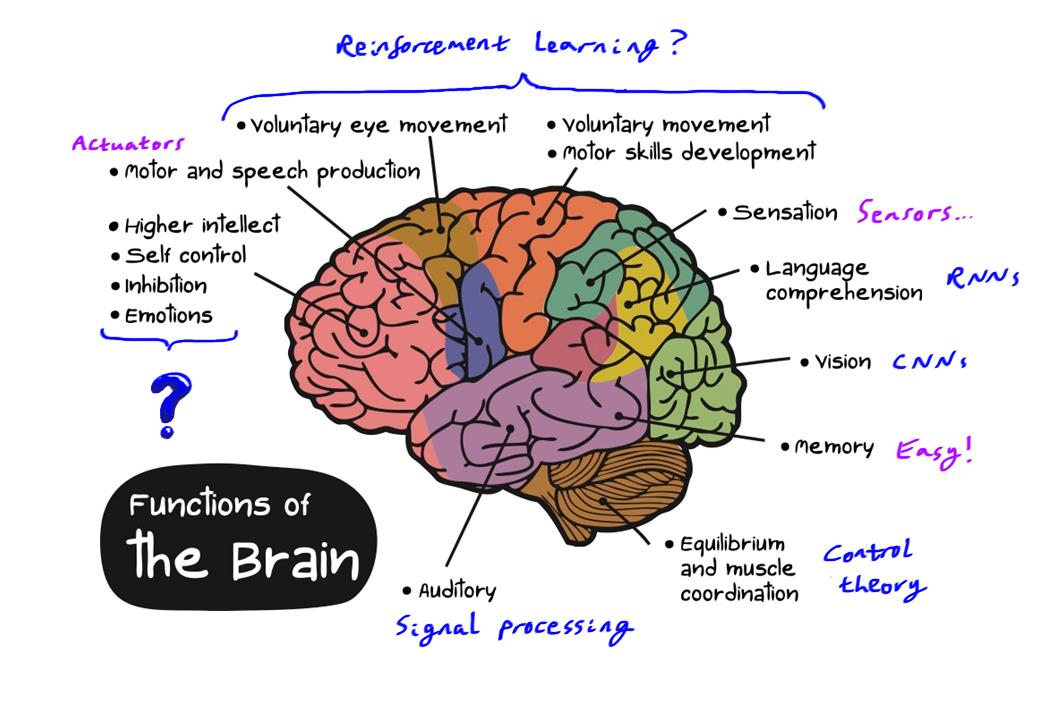 Reinforcement Learning?
• Voluntary eye movement
• Voluntary movement
• Motor skills development
Actuators
• Motor and speech production
• Higher intellect
• Self control
• Inhibition
• Emotions
?
• Sensation Sensors...
• Language
comprehension RNNs
• Vision CNNs
• Memory Easy!
• Equilibrium
and muscle
coordination
Control
theory
• Auditory
Signal processing
Functions of
the Brain